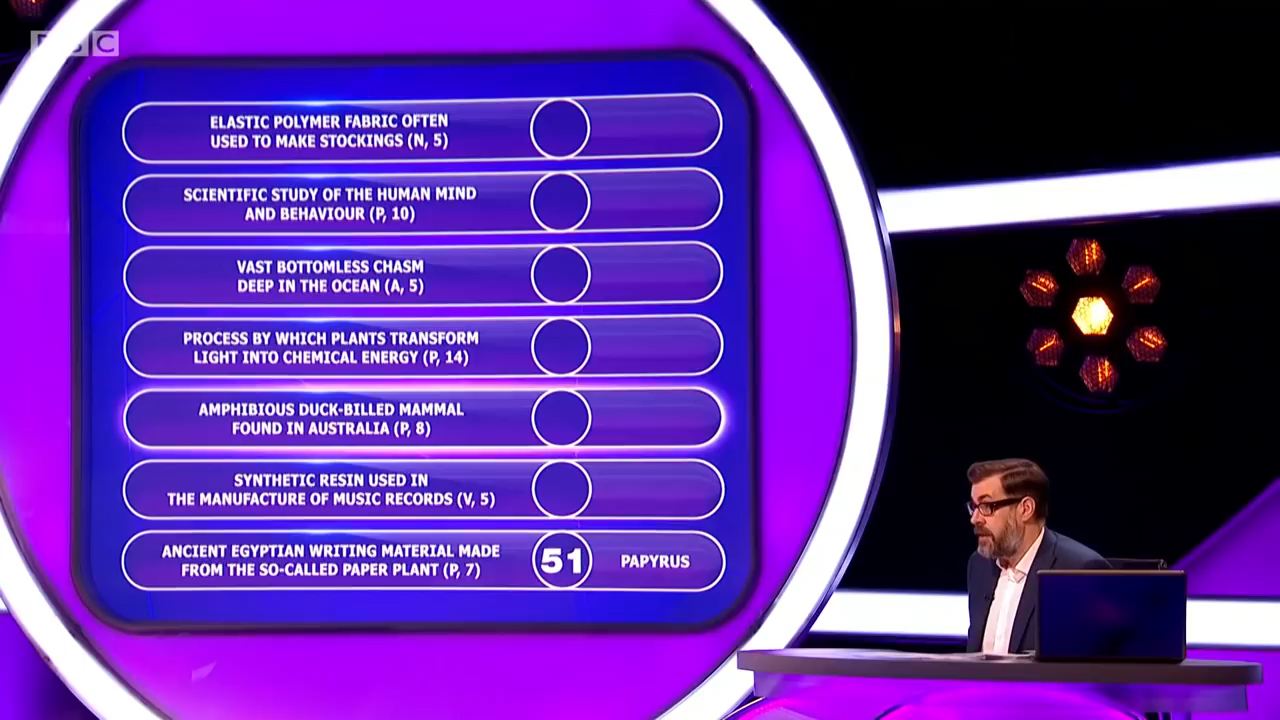 BBC
ELASTIC POLYMER FABRIC OFTEN
USED TO MAKE STOCKINGS (N, 5)
SCIENTIFIC STUDY OF THE HUMAN MIND
AND BEHAVIOUR (P, 10)
VAST BOTTOMLESS CHASM
DEEP IN THE OCEAN (A, 5)
PROCESS BY WHICH PLANTS TRANSFORM
LIGHT INTO CHEMICAL ENERGY (P, 14)
AMPHIBIOUS DUCK-BILLED MAMMAL
FOUND IN AUSTRALIA (P, 8)
SYNTHETIC RESIN USED IN
THE MANUFACTURE OF MUSIC RECORDS (V, 5)
ANCIENT EGYPTIAN WRITING MATERIAL MADE
FROM THE SO-CALLED PAPER PLANT (P, 7)
51
PAPYRUS